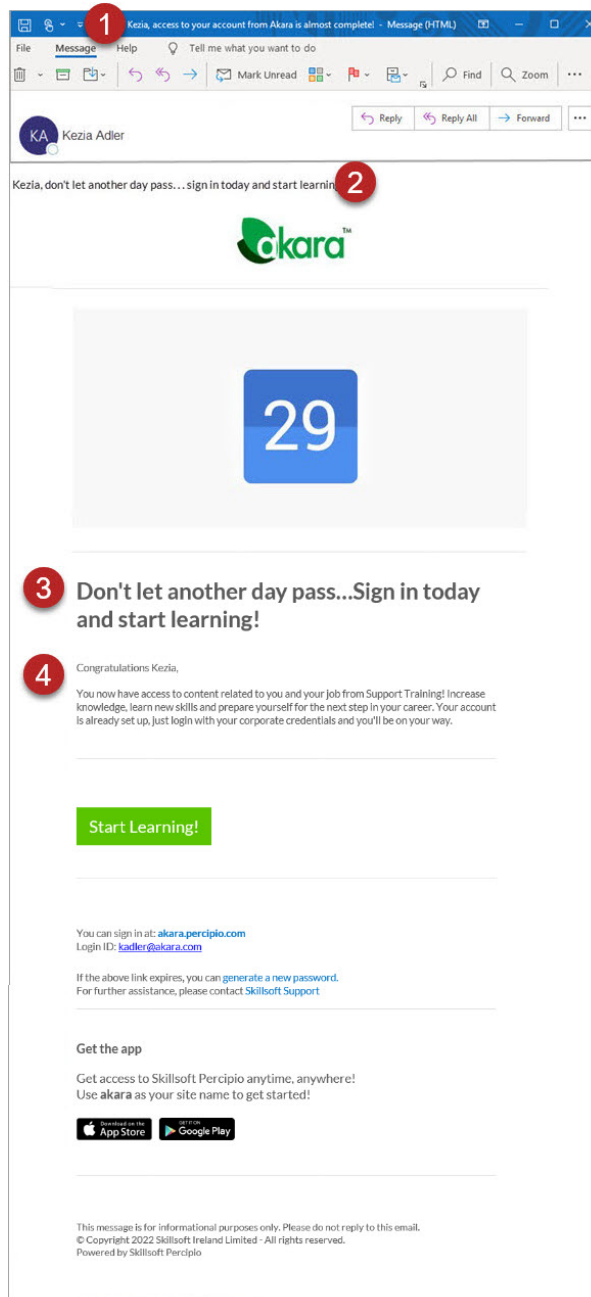 1
Kezia, access to your account from Akara is almost complete! - Message (HTML)
File Message Help Tell me what you want to do
Mark Unread Find Zoom ...
Reply Reply All Forward ...
KA Kezia Adler
Kezia, don't let another day pass. . . sign in today and start learnin
2
akara™
29
3
Don't let another day pass...Sign in today
and start learning!
4
Congratulations Kezia,
You now have access to content related to you and your job from Support Training! Increase
knowledge, learn new skills and prepare yourself for the next step in your career. Your account
is already set up, just login with your corporate credentials and you'll be on your way.
Start Learning!
You can sign in at: akara.percipio.com
Login ID: kadler@akara.com
If the above link expires, you can generate a new password.
For further assistance, please contact Skillsoft Support
Get the app
Get access to Skillsoft Percipio anytime, anywhere!
Use akara as your site name to get started!
Download on the
App Store
GET IT ON
Google Play
This message is for informational purposes only. Please do not reply to this email.
© Copyright 2022 Skillsoft Ireland Limited - All rights reserved.
Powered by Skillsoft Percipio